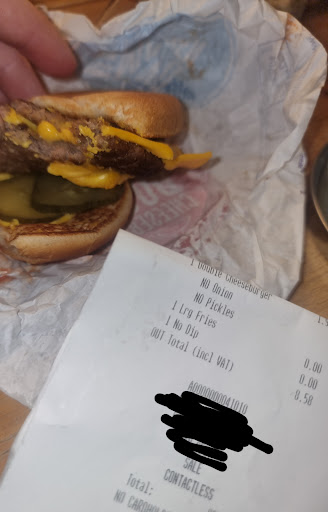 1 Double Cheeseburger
NO Onion
NO Pickles
1 Lrg Fries
1 No Dip
0.00
OUT Total (incl VAT)
0.00
8.58
A0000000041010
SALE
CONTACTLESS
Total: